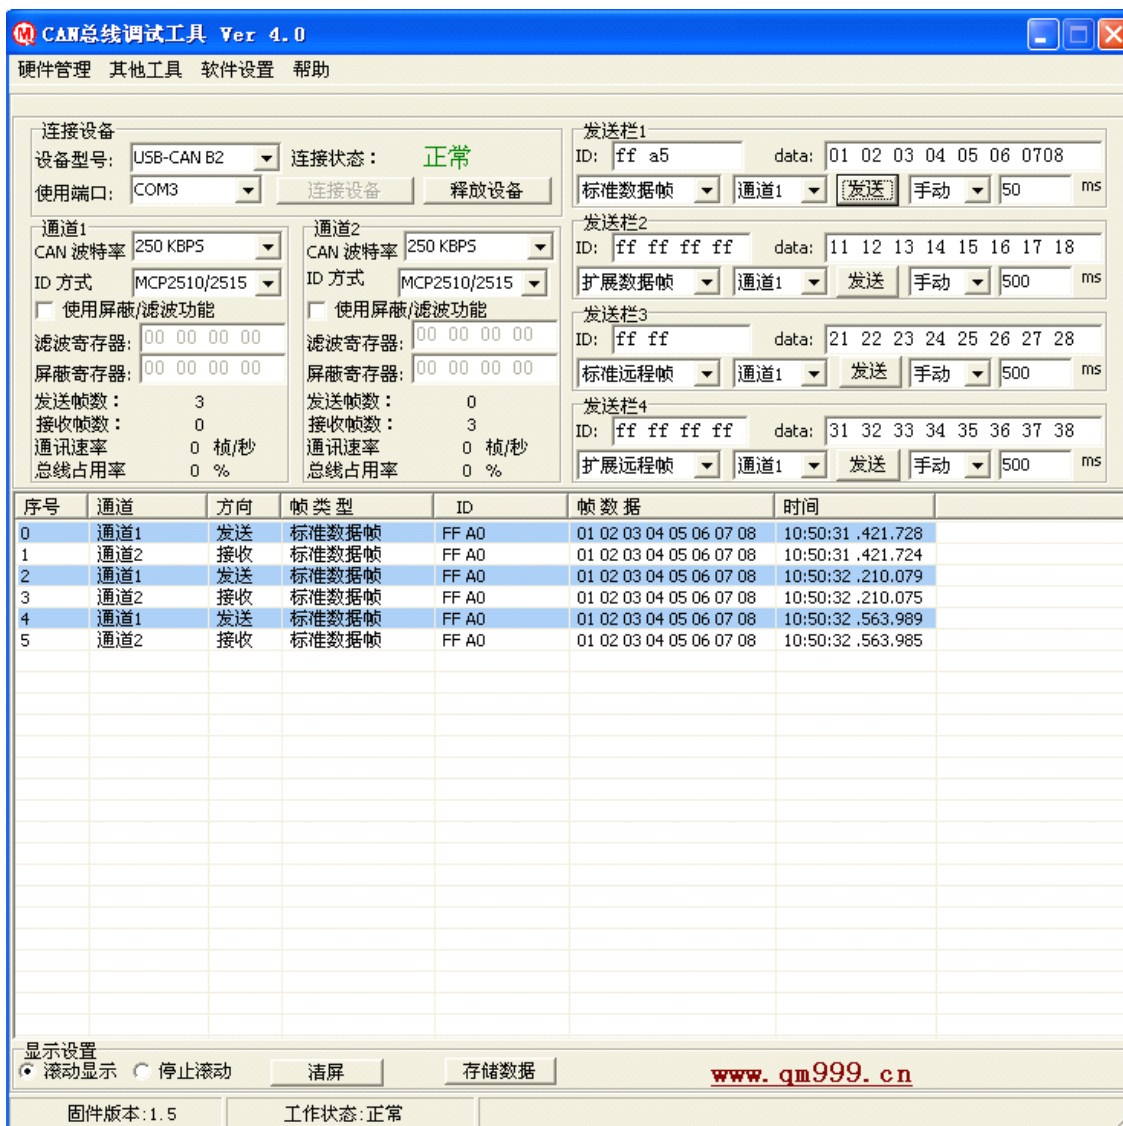 CAN总线调试工具 Ver 4.0
硬件管理 其他工具 软件设置 帮助
连接设备
设备型号: USB-CAN B2 连接状态： 正常
使用端口: COM3 连接设备 释放设备
通道1
CAN 波特率 250 KBPS
ID 方式 MCP2510/2515
使用屏蔽/滤波功能
滤波寄存器: 00 00 00 00
屏蔽寄存器: 00 00 00 00
发送帧数： 3
接收帧数： 0
通讯速率 0 桢/秒
总线占用率 0 %
通道2
CAN 波特率 250 KBPS
ID 方式 MCP2510/2515
使用屏蔽/滤波功能
滤波寄存器: 00 00 00 00
屏蔽寄存器: 00 00 00 00
发送帧数： 0
接收帧数： 3
通讯速率 0 桢/秒
总线占用率 0 %
发送栏1
ID: ff a5 data: 01 02 03 04 05 06 0708
标准数据帧 通道1 发送 手动 50 ms
发送栏2
ID: ff ff ff ff data: 11 12 13 14 15 16 17 18
扩展数据帧 通道1 发送 手动 500 ms
发送栏3
ID: ff ff data: 21 22 23 24 25 26 27 28
标准远程帧 通道1 发送 手动 500 ms
发送栏4
ID: ff ff ff ff data: 31 32 33 34 35 36 37 38
扩展远程帧 通道1 发送 手动 500 ms
序号 通道 方向 帧类型 ID 帧数据 时间
0 通道1 发送 标准数据帧 FF A0 01 02 03 04 05 06 07 08 10:50:31 .421.728
1 通道2 接收 标准数据帧 FF A0 01 02 03 04 05 06 07 08 10:50:31 .421.724
2 通道1 发送 标准数据帧 FF A0 01 02 03 04 05 06 07 08 10:50:32 .210.079
3 通道2 接收 标准数据帧 FF A0 01 02 03 04 05 06 07 08 10:50:32 .210.075
4 通道1 发送 标准数据帧 FF A0 01 02 03 04 05 06 07 08 10:50:32 .563.989
5 通道2 接收 标准数据帧 FF A0 01 02 03 04 05 06 07 08 10:50:32 .563.985
显示设置
滚动显示 停止滚动 清屏 存储数据 www.qm999.cn
固件版本:1.5 工作状态:正常